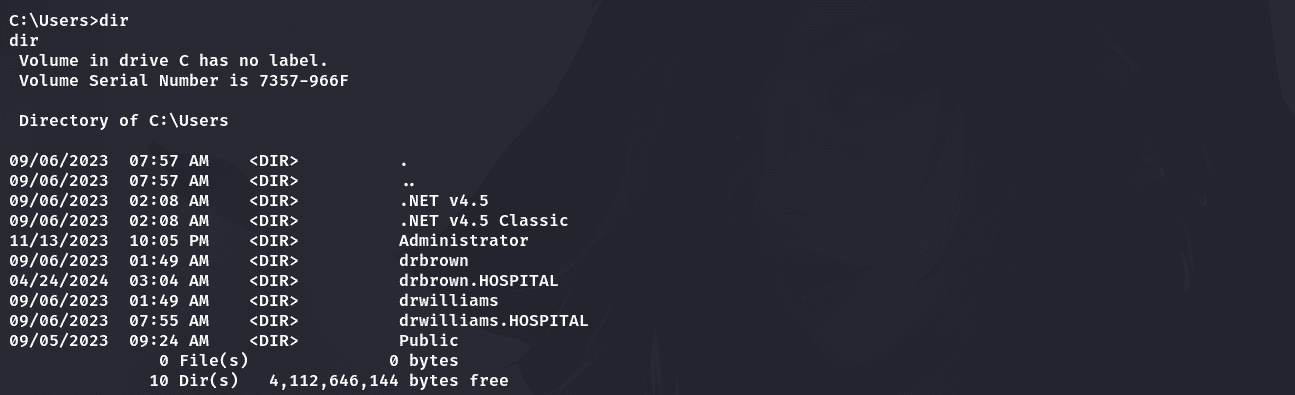 C:\Users>dir
dir
 Volume in drive C has no label.
 Volume Serial Number is 7357-966F

 Directory of C:\Users

09/06/2023  07:57 AM    <DIR>          .
09/06/2023  07:57 AM    <DIR>          ..
09/06/2023  02:08 AM    <DIR>          .NET v4.5
09/06/2023  02:08 AM    <DIR>          .NET v4.5 Classic
11/13/2023  10:05 PM    <DIR>          Administrator
09/06/2023  01:49 AM    <DIR>          drbrown
04/24/2024  03:04 AM    <DIR>          drbrown.HOSPITAL
09/06/2023  01:49 AM    <DIR>          drwilliams
09/06/2023  07:55 AM    <DIR>          drwilliams.HOSPITAL
09/05/2023  09:24 AM    <DIR>          Public
               0 File(s)              0 bytes
              10 Dir(s)   4,112,646,144 bytes free